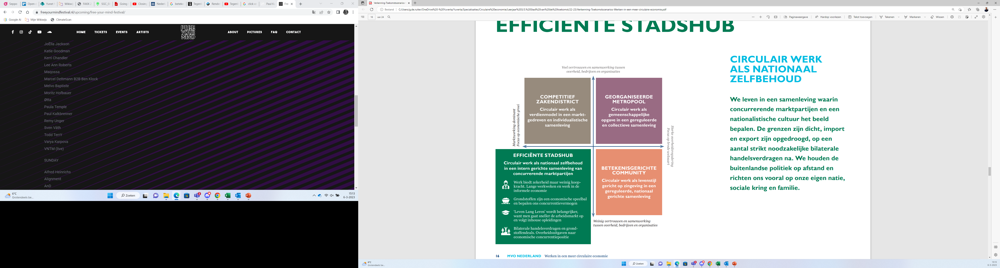 Seppo
Open o
Yunet
Wikiwij
FAXX 2
SGC_St
Going
Closing
Nederl
beteke
TegenL
Render
TegenL
click on
Paul Ka
Fre
freeyourmindfestival.nl/upcoming/free-your-mind-festival/
Google AI
Mijn Wikiwijs
ClimateScan
HOME
TICKETS
EVENTS
ARTISTS
FREE
YOUR
MIND
ABOUT
PICTURES
FAQ
CONTACT
JoËlla Jackson
Katie Goodman
Kerri Chandler
Lee Ann Roberts
Maqossa
Marcel Dettmann B2B Ben Klock
Melvo Baptiste
Moritz Hofbauer
Øtta
Paula Temple
Paul Kalkbrenner
Remy Unger
Sven Väth
Todd TerrY
Varya Karpova
VNTM (live)
SUNDAY
Alfred Heinrichs
Alignment
AnD
6°C
Grotendeels be...
Zoeken
15:13
6-3-2023
Verkenning-Toekomstscenarios-
Bestand
C:/Users/g.de.ruiter/OneDrive%20-%20Yuverta/Yuverta/Specialisaties/Circulaire%20economie/Leerjaar%203/3.%20Stad%20van%20de%20toekomst/22-23/Verkenning-Toekomstscenarios-Werken-in-een-meer-circulaire-economie.pdf
16
van 24
Paginaweergave
Hardop voorlezen
Tekst toevoegen
Tekenen
Markeren
Wissen
EFFICIËNTE STADSHUB
Veel vertrouwen en samenwerking tussen
overheid, bedrijven en organisaties
Marktwerking dominant
Focus op economische groei
COMPETITIEF
ZAKENDISTRICT
Circulair werk als
verdienmodel in een markt-
gedreven en individualistische
samenleving
GEORGANISEERDE
METROPOOL
Circulair werk als
gemeenschappelijke
opgave in een gereguleerde
en collectieve samenleving
Sterke overheidsregulering
Focus op brede welvaart
EFFICIËNTE STADSHUB
Circulair werk als nationaal zelfbehoud
in een intern gerichte samenleving van
concurrerende marktpartijen
Werk biedt zekerheid maar weinig koop-
kracht. Lange werkweken en werk in de
informele economie
Grondstoffen zijn een economische speelbal
en bepalen ons concurrentievermogen
‘Leven Lang Leren’ wordt belangrijker,
want men gaat sneller de arbeidsmarkt op
en volgt inhouse opleidingen
Bilaterale handelsverdragen en grond-
stoffendeals. Overheidsuitgaven naar
economische concurrentiepositie
BETEKENISGERICHTE
COMMUNITY
Circulair werk als levensstijl
gericht op zingeving in een
gereguleerde, nationaal
gerichte samenleving
Weinig vertrouwen en samenwerking
tussen overheid, bedrijven en organisaties
CIRCULAIR WERK
ALS NATIONAAL
ZELFBEHOUD
We leven in een samenleving waarin
concurrerende marktpartijen en een
nationalistische cultuur het beeld
bepalen. De grenzen zijn dicht, import
en export zijn opgedroogd, op een
aantal strikt noodzakelijke bilaterale
handelsverdragen na. We houden de
buitenlandse politiek op afstand en
richten ons vooral op onze eigen natie,
sociale kring en familie.
16 MVO NEDERLAND Werken in een meer circulaire economie
6°C
Grotendeels be...
Zoeken
15:13
6-3-2023